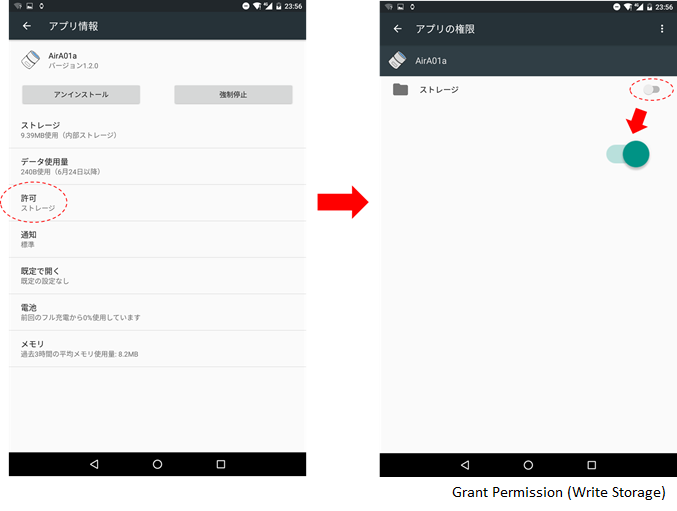 23:56
アプリ情報
AirA01a
バージョン1.2.0
アンインストール
強制停止
ストレージ
9.39MB使用（内部ストレージ）
データ使用量
240B使用（6月24日以降）
許可
ストレージ
通知
標準
既定で開く
既定の設定なし
電池
前回のフル充電から0%使用しています
メモリ
過去3時間の平均メモリ使用量: 8.2MB
23:56
アプリの権限
AirA01a
ストレージ
Grant Permission (Write Storage)